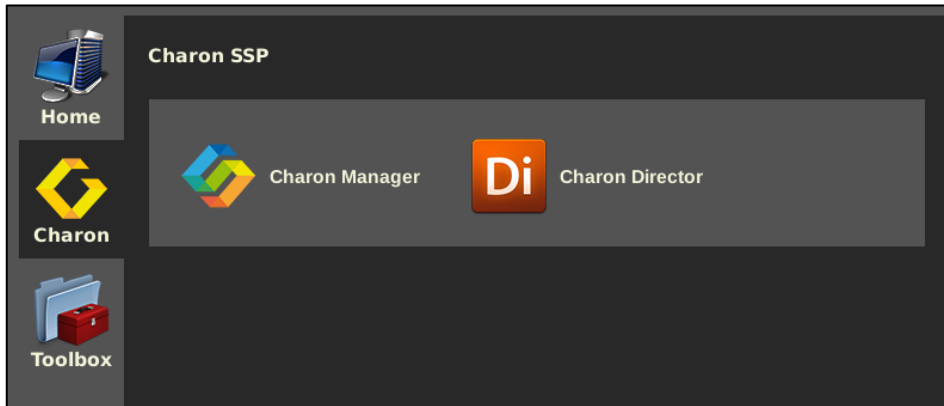 Charon SSP
Home
Charon Manager
Di
Charon Director
Charon
Toolbox